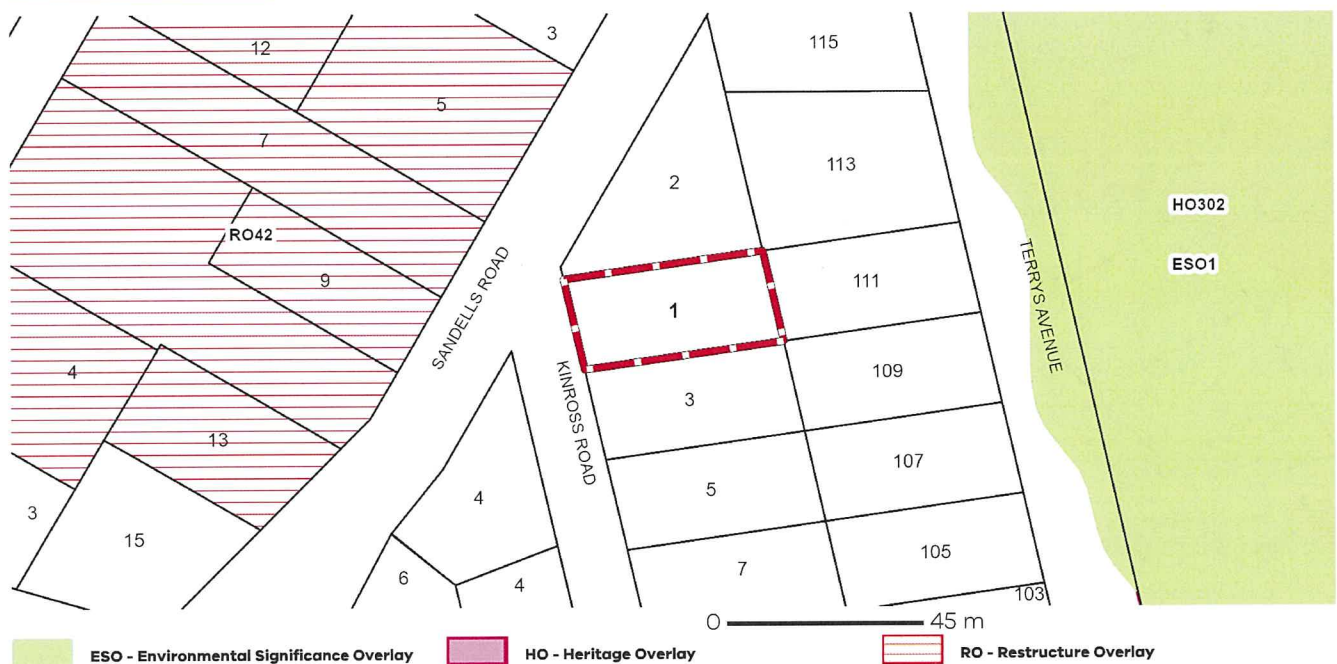 12
3
115
5
7
2
113
HO302
RO42
ESO1
9
SANDELLS ROAD
TERRYS AVENUE
111
1
4
KINROSS ROAD
109
3
13
107
4
5
3
15
105
6
4
7
103
0 45 m
ESO - Environmental Significance Overlay
HO - Heritage Overlay
RO - Restructure Overlay